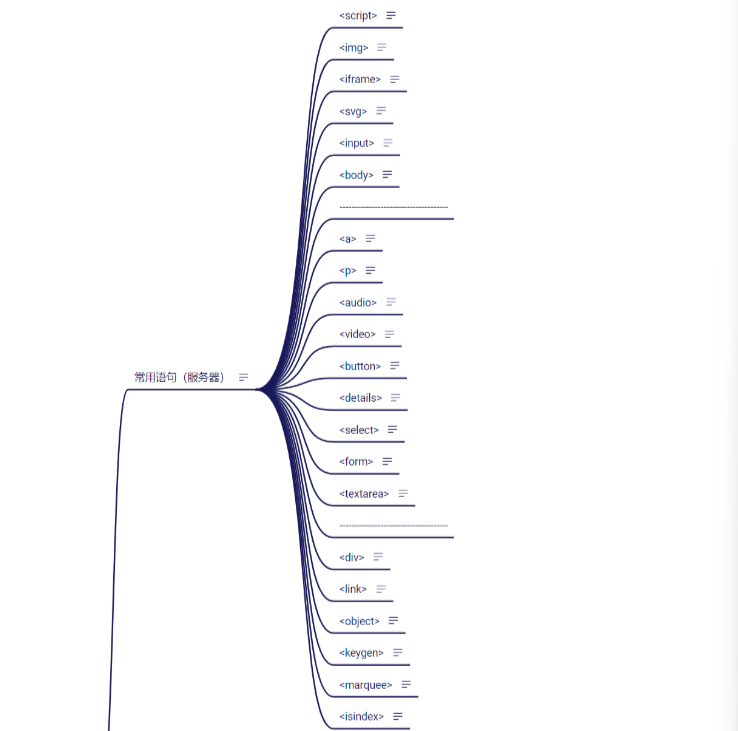 <script>
<img>
<iframe>
<svg>
<input>
<body>
------------------------------------
<a>
<p>
<audio>
<video>
<button>
常用语句（服务器）
<details>
<select>
<form>
<textarea>
------------------------------------
<div>
<link>
<object>
<keygen>
<marquee>
<isindex>